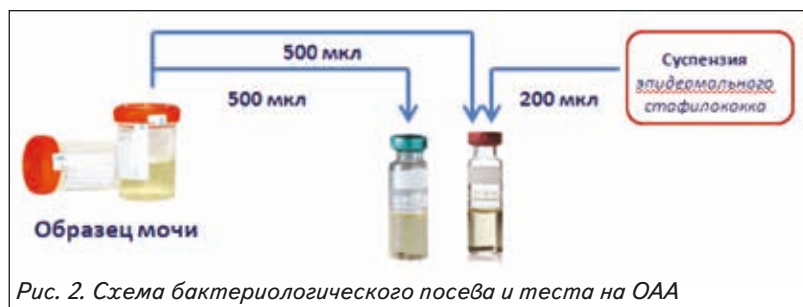 500 мкл
500 мкл
200 мкл
Суспензия
эпидермального
стафилококка
Образец мочи
Рис. 2. Схема бактериологического посева и теста на ОАА